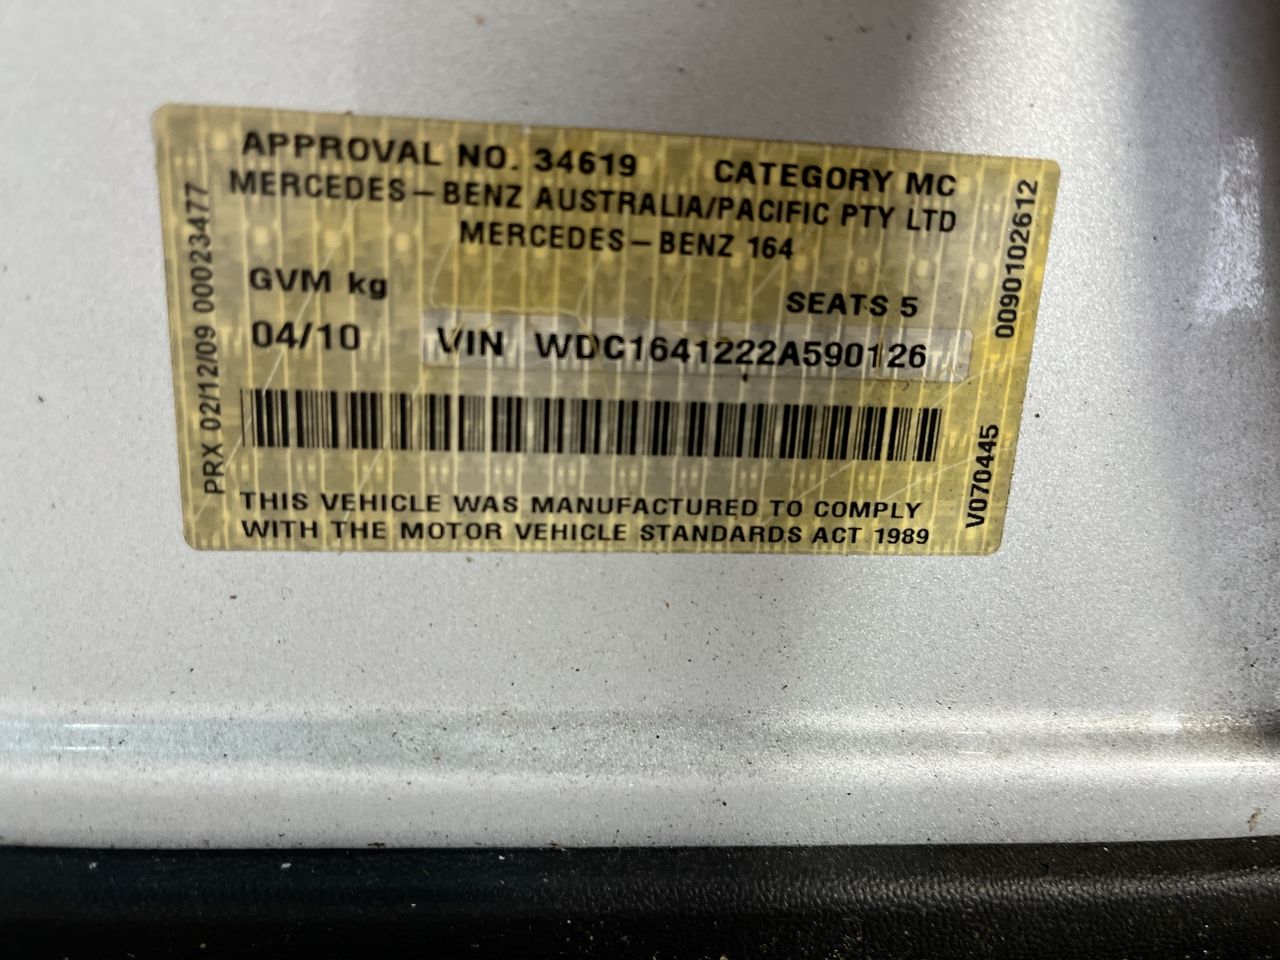 APPROVAL NO. 34619 CATEGORY MC
MERCEDES-BENZ AUSTRALIA/PACIFIC PTY LTD
MERCEDES-BENZ 164
GVM kg
SEATS 5
04/10 VIN WDC1641222A590126
THIS VEHICLE WAS MANUFACTURED TO COMPLY
WITH THE MOTOR VEHICLE STANDARDS ACT 1989
PRX 02/12/09 00023477
0090102612
V070445